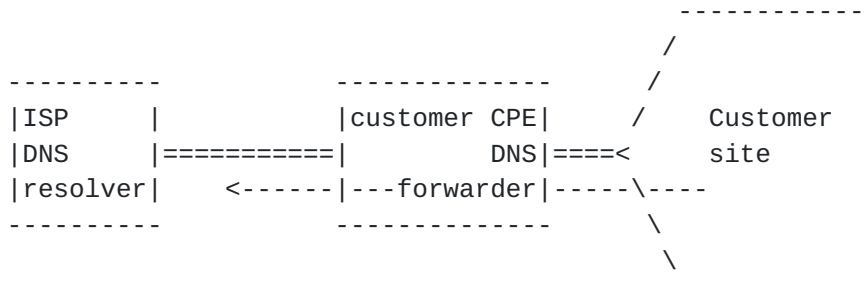 ------------
                                          /
----------           --------------      /
|ISP     |           |customer CPE|     /    Customer
|DNS     |===========|         DNS|====<     site
|resolver|    <------|---forwarder|-----\----
----------           --------------      \
                                          \